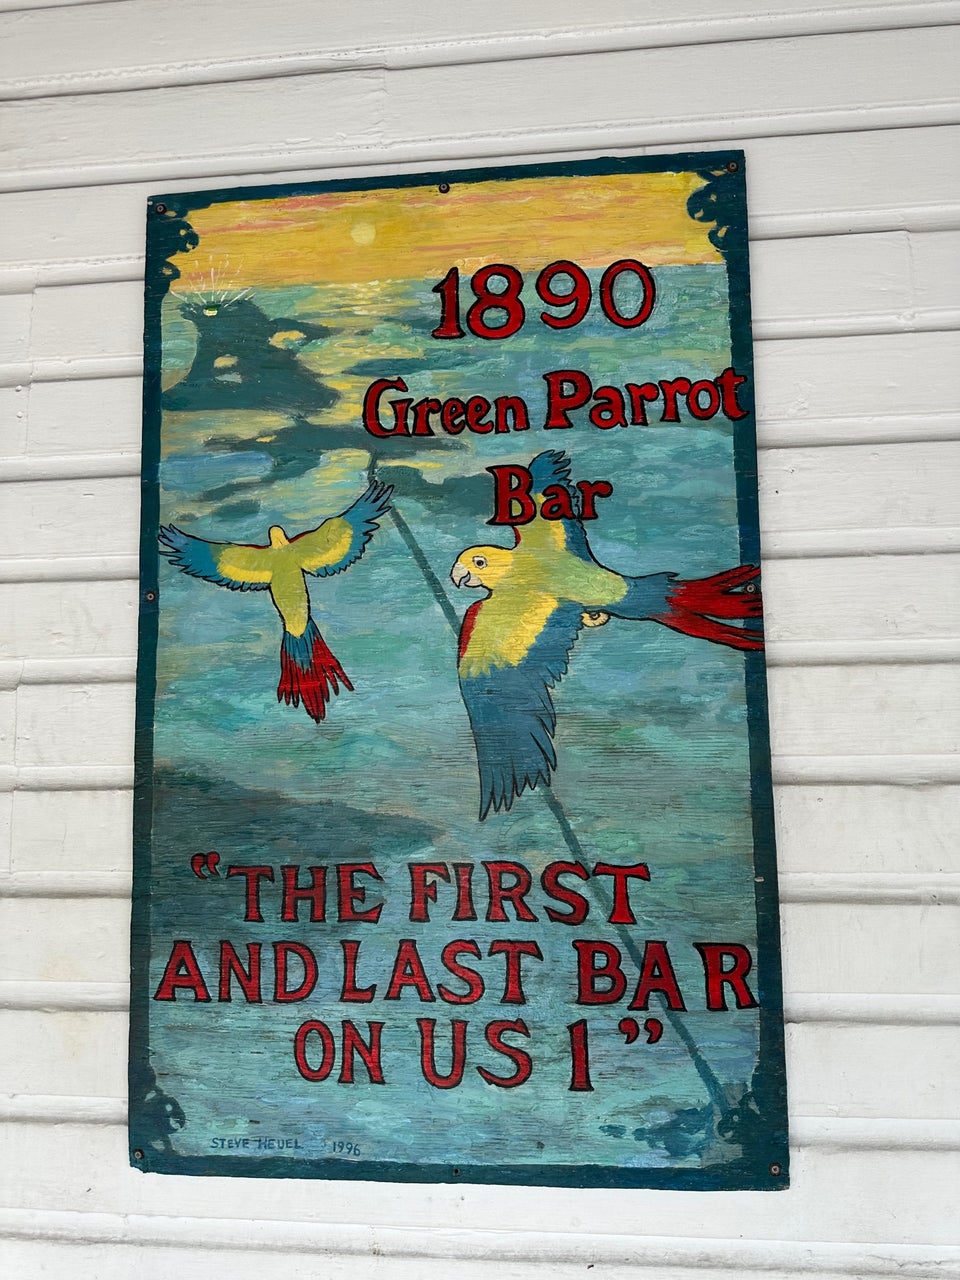 1890
Green Parrot
Bar
“THE FIRST
AND LAST BAR
ON US 1”
STEVE HEUEL 1996